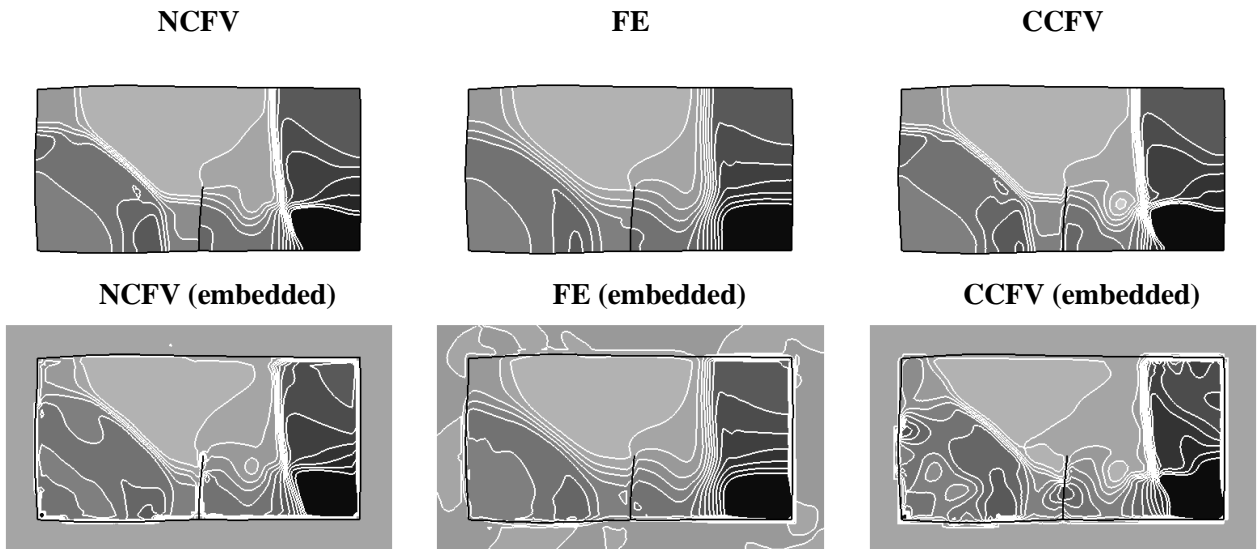 NCFV
FE
CCFV
NCFV (embedded)
FE (embedded)
CCFV (embedded)